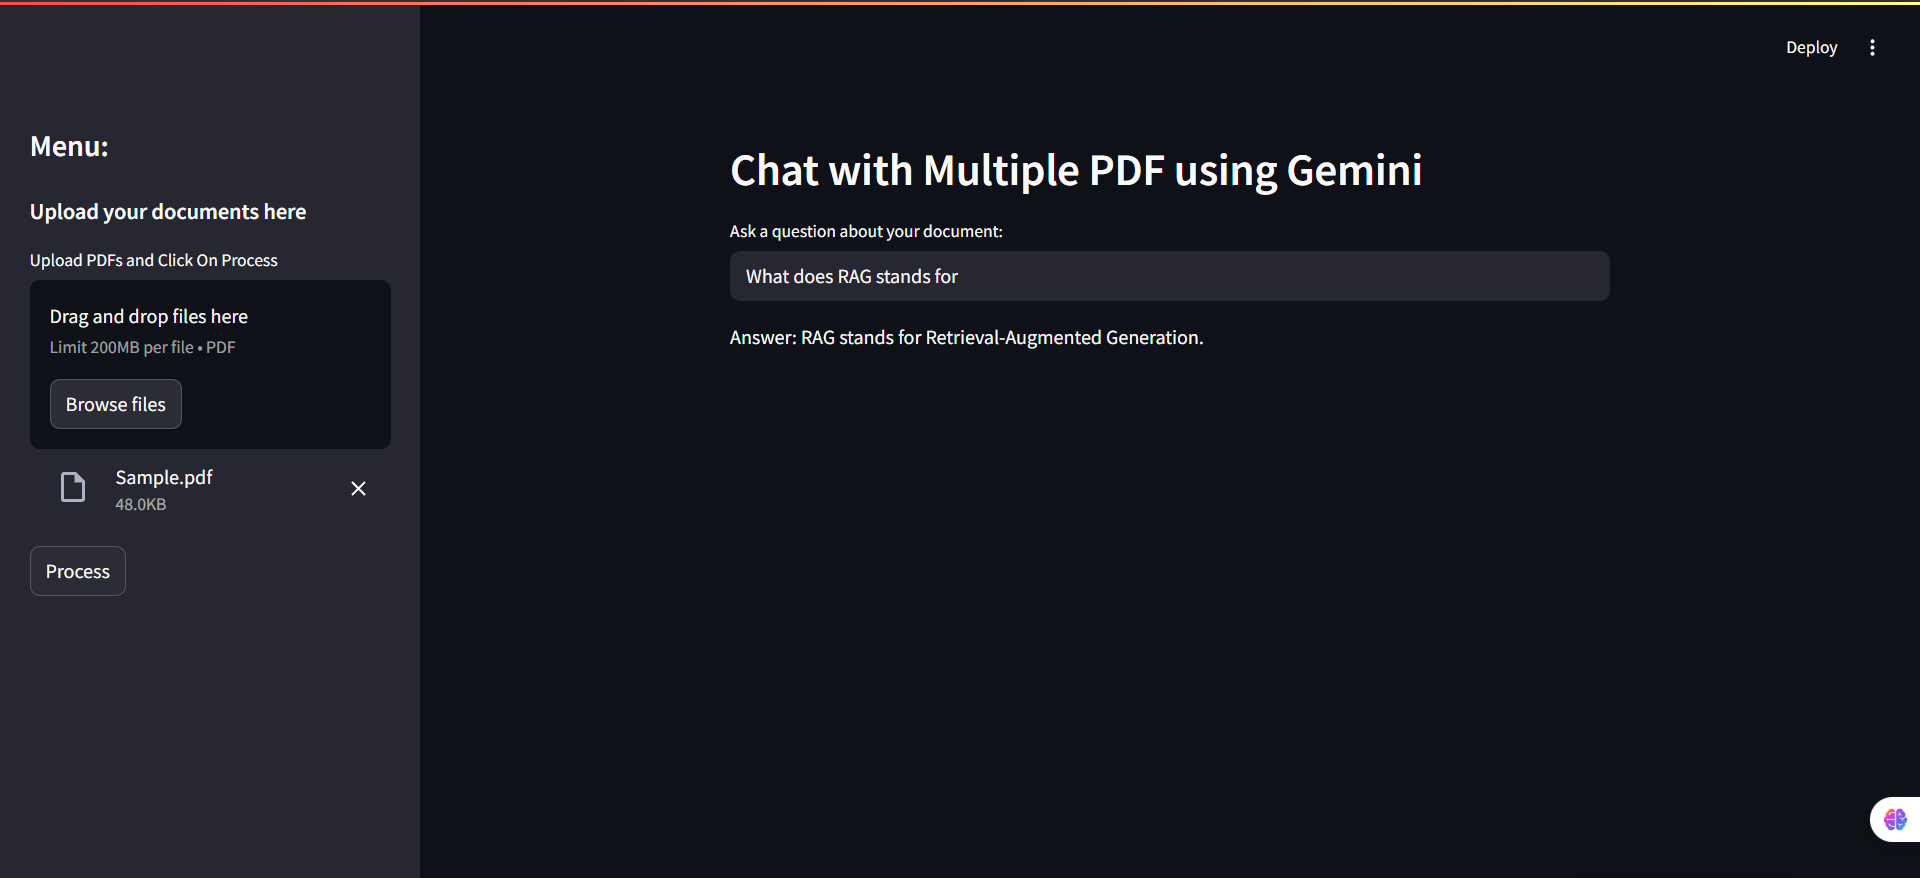 Deploy
Menu:
Upload your documents here
Upload PDFs and Click On Process
Drag and drop files here
Limit 200MB per file • PDF
Browse files
Sample.pdf
48.0KB
Process
Chat with Multiple PDF using Gemini
Ask a question about your document:
What does RAG stands for
Answer: RAG stands for Retrieval-Augmented Generation.